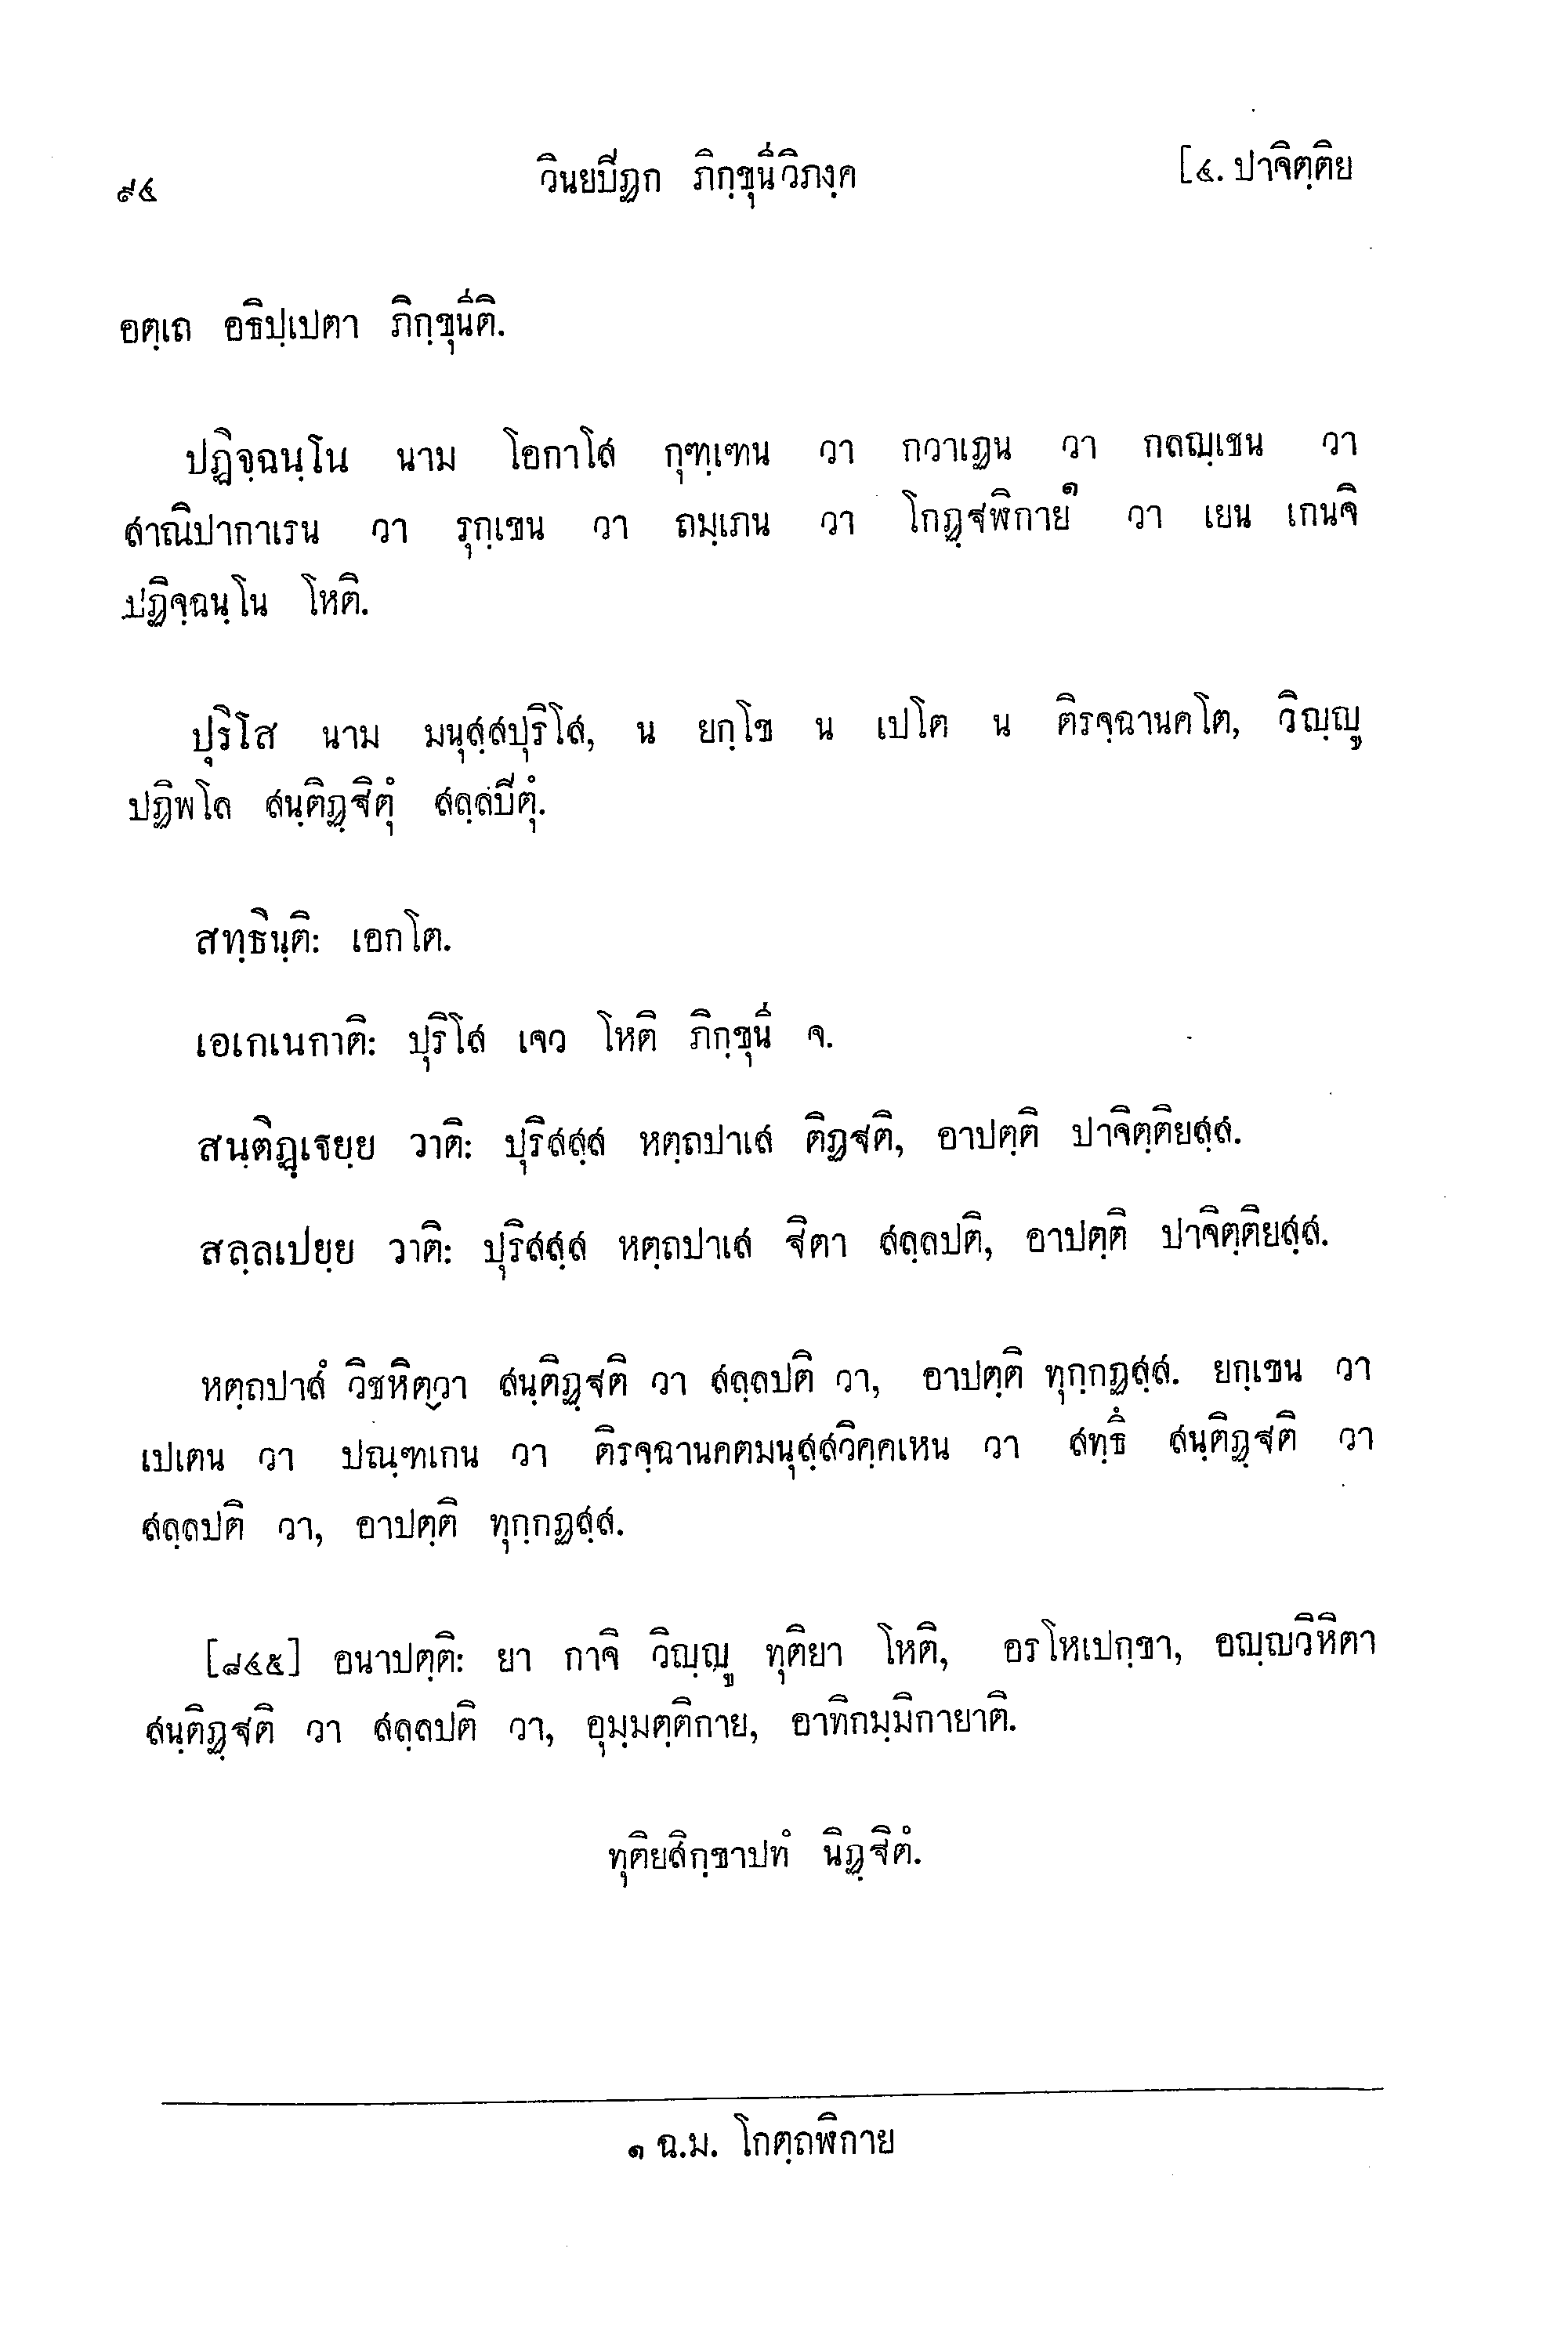 ๙๔ วินยปีฏก ภิกฺขุนีวิภงฺค [๔. ปาจิตฺติย
อตฺเถ อธิปฺเปตา ภิกฺขุนีติ.
ปฏิจฺฉนฺโน นาม โอกาโส กุฑฺเฑน วา กวาเฏน วา กลญฺเชน วา
สาณิปากาเรน วา รุกฺเขน วา ถมฺเภน วา โกฏฺฐพิกาย๑ วา เยน เกนจิ
ปฏิจฺฉนฺโน โหติ.
ปุริโส นาม มนุสฺสปุริโส, น ยกฺโข น เปโต น ติรจฺฉานคโต, วิญฺญู
ปฏิพโล สนฺติฏฺฐิตุํ สลฺลปิตุํ.
สทฺธินฺติ: เอกโต.
เอเกเนกาติ: ปุริโส เจว โหติ ภิกฺขุนี จ.
สนฺติฏฺเฐยฺย วาติ: ปุริสสฺส หตฺถปาเส ติฏฐติ, อาปตฺติ ปาจิตฺติยสฺส.
สลฺลเปยฺย วาติ: ปุริสสฺส หตฺถปาเส ฐิตา สลฺลปติ, อาปตฺติ ปาจิตฺติยสฺส.
หตฺถปาสํ วิชหิตฺวา สนฺติฏฺฐติ วา สลฺลปติ วา, อาปตฺติ ทุกฺกฏสฺส. ยกฺเขน วา
เปเตน วา ปณฺฑเกน วา ติรจฺฉานคตมนุสฺสวิคฺคเหน วา สทฺธึ สนฺติฏฺฐติ วา
สลฺลปติ วา, อาปตฺติ ทุกฺกฏสฺส.
[๘๔๕] อนาปตฺติ: ยา กาจิ วิญฺญู ทุติยา โหติ, อรโหเปกฺขา, อญฺญวิหิตา
สนฺติฏฺฐติ วา สลฺลปติ วา, อุมฺมตฺติกาย, อาทิกมฺมิกายาติ.
ทุติยสิกฺขาปทํ นิฏฺฐิตํ.
๑ ฉ.ม. โกตฺถฬิกาย